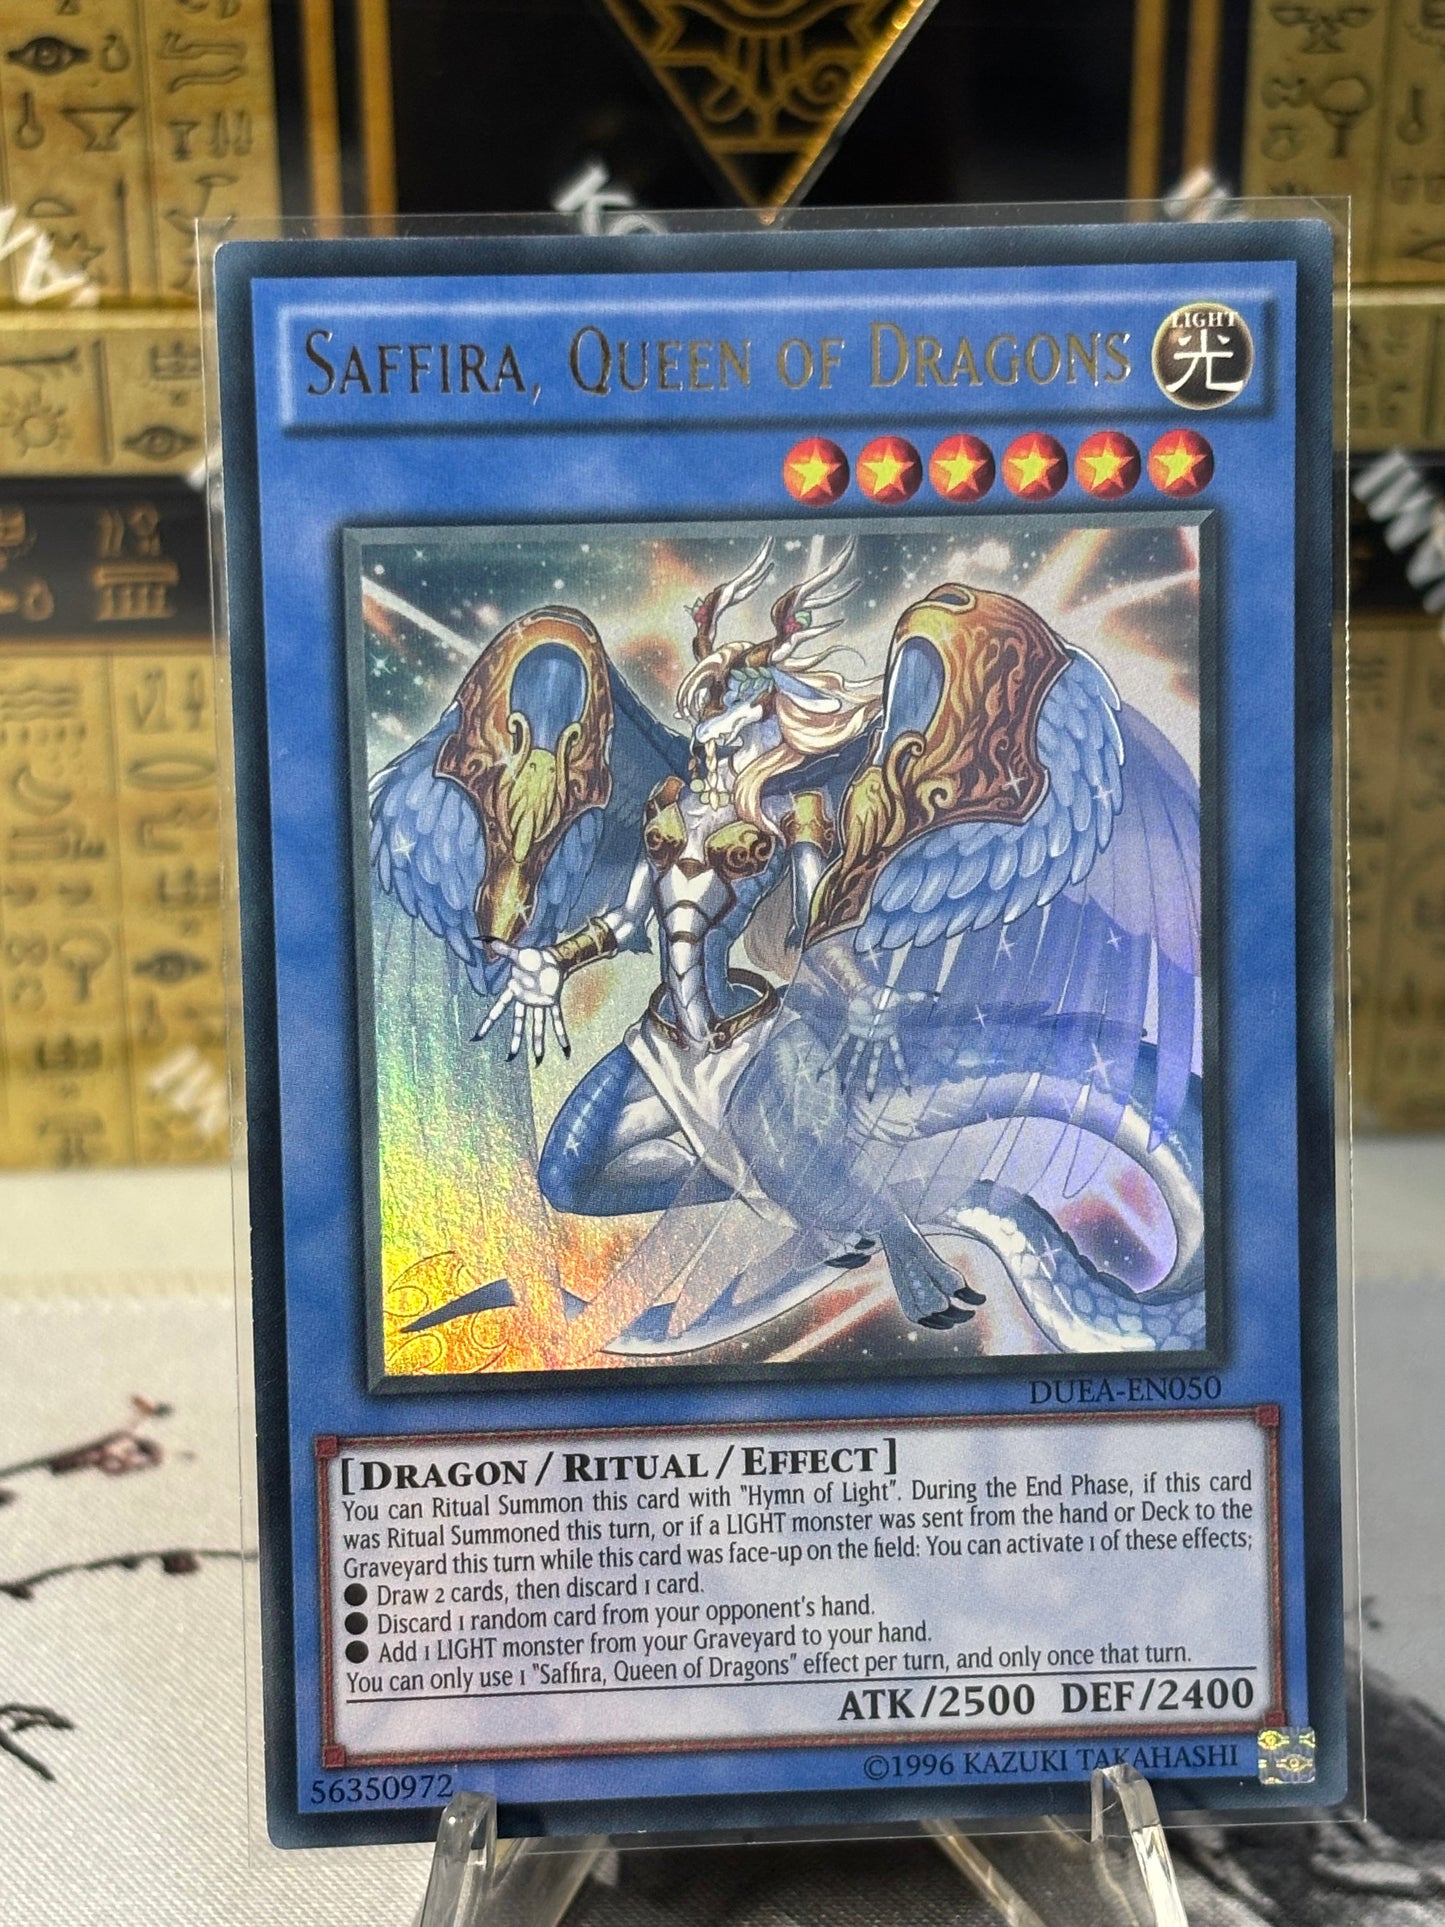 SAFFIRA, QUEEN OF DRAGONS
LIGHT
光
DUEA-EN050
[DRAGON/RITUAL/EFFECT]
You can Ritual Summon this card with "Hymn of Light". During the End Phase, if this card
was Ritual Summoned this turn, or if a LIGHT monster was sent from the hand or Deck to the
Graveyard this turn while this card was face-up on the field: You can activate 1 of these effects;
● Draw 2 cards, then discard 1 card.
● Discard 1 random card from your opponent's hand.
● Add 1 LIGHT monster from your Graveyard to your hand.
You can only use 1 "Saffira, Queen of Dragons" effect per turn, and only once that turn.
ATK/2500 DEF/2400
56350972
©1996 KAZUKI TAKAHASHI